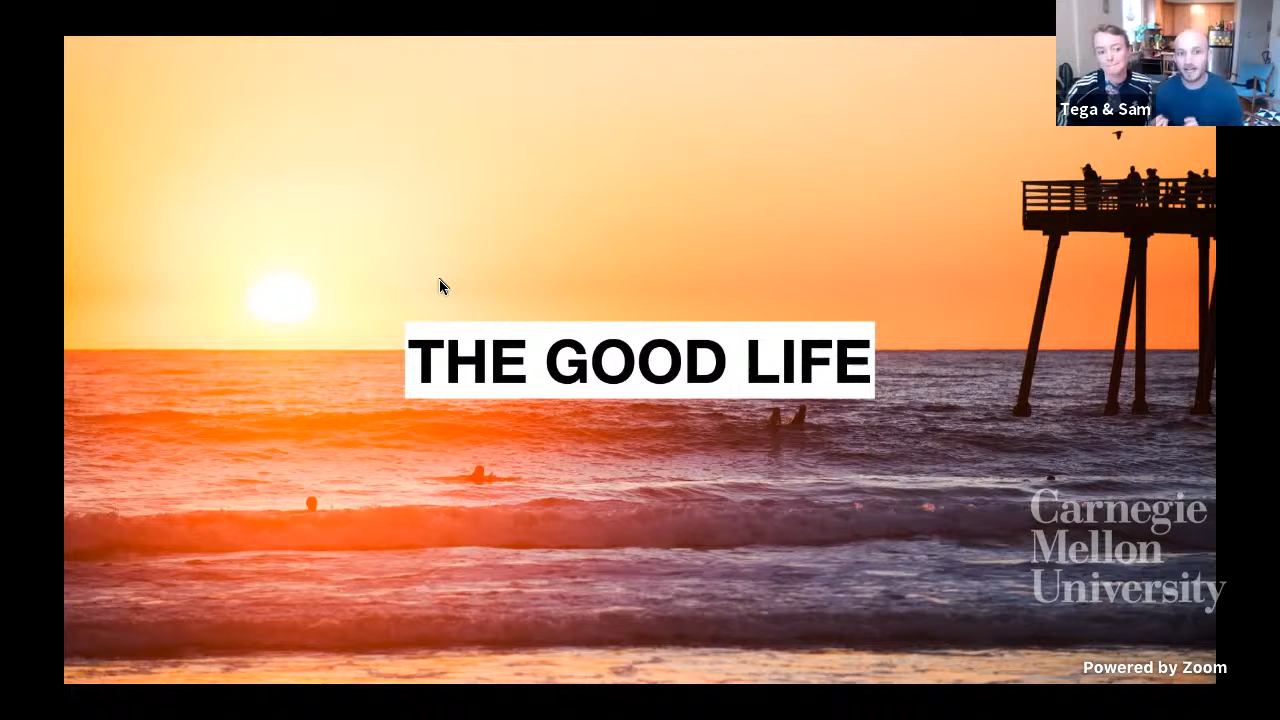 Tega & Sam
THE GOOD LIFE
Carnegie
Mellon
University
Powered by Zoom